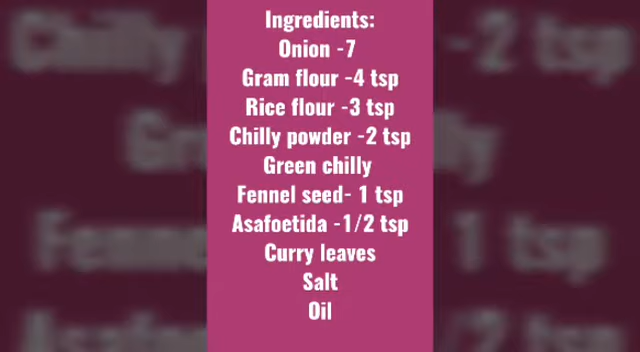 Ingredients:
Onion -7
Gram flour -4 tsp
Rice flour -3 tsp
Chilly powder -2 tsp
Green chilly
Fennel seed- 1 tsp
Asafoetida -1/2 tsp
Curry leaves
Salt
Oil